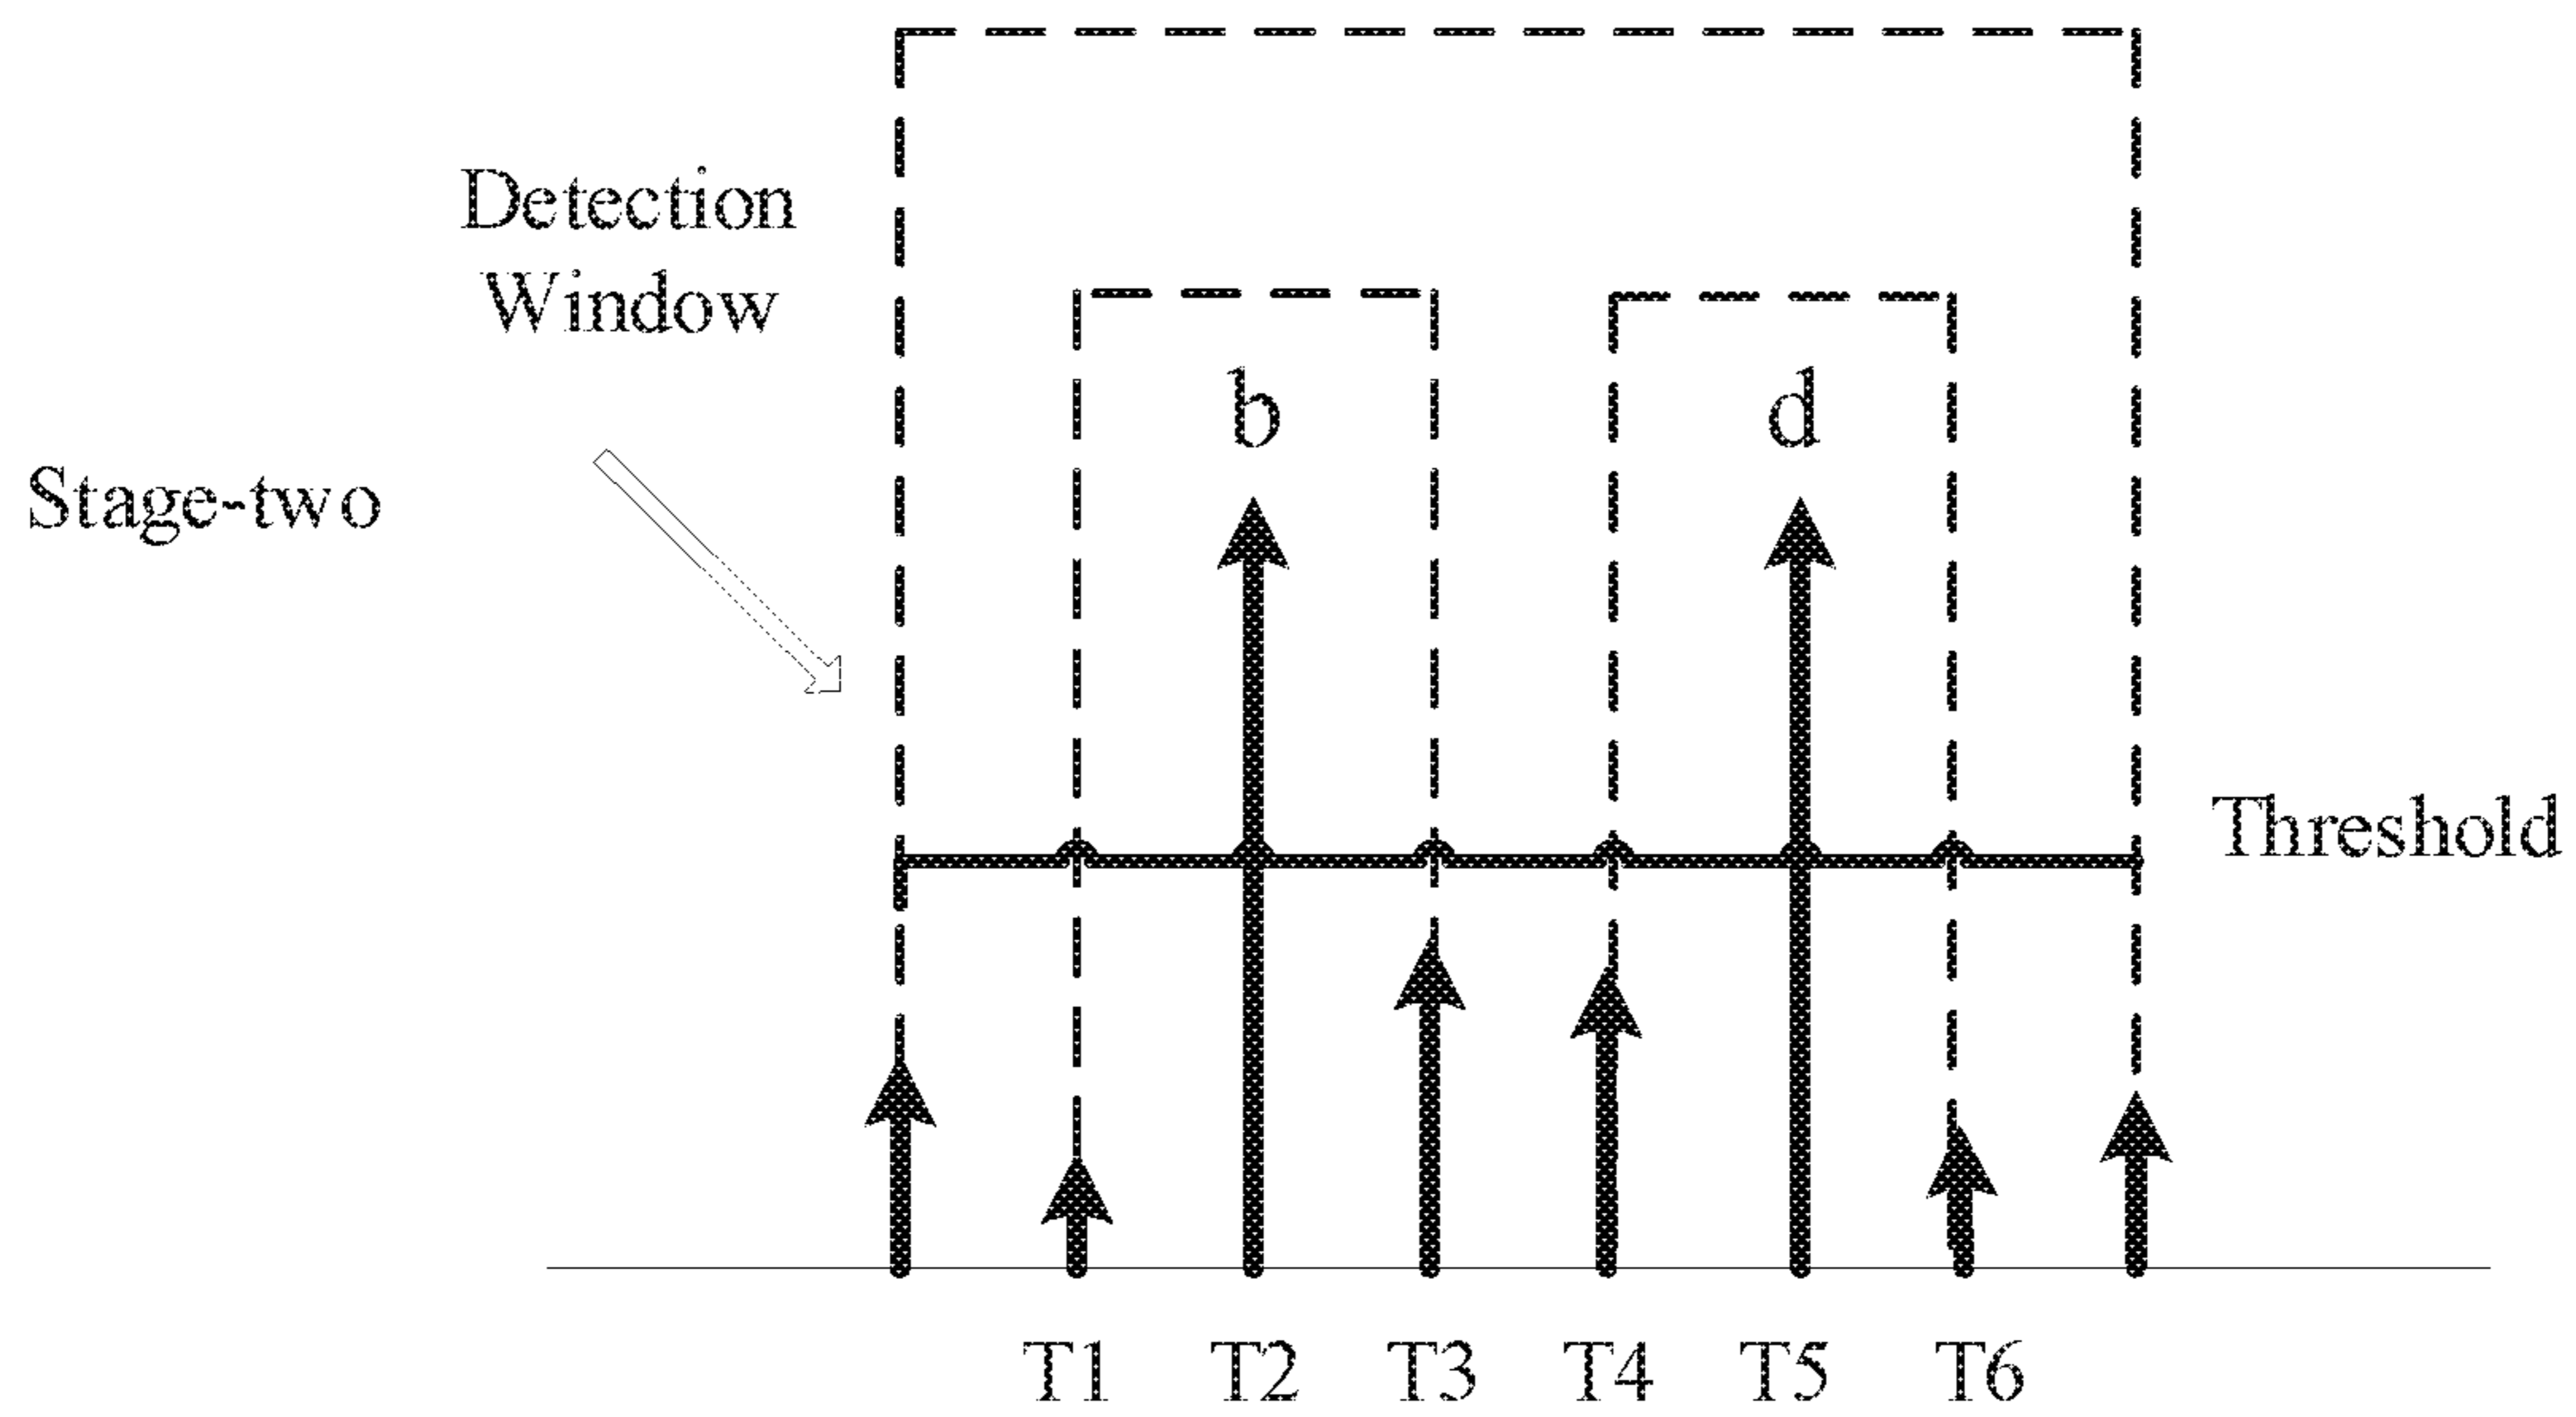 Detection
Window
b
d
Stage-two
Threshold
T1 T2 T3 T4 T5 T6